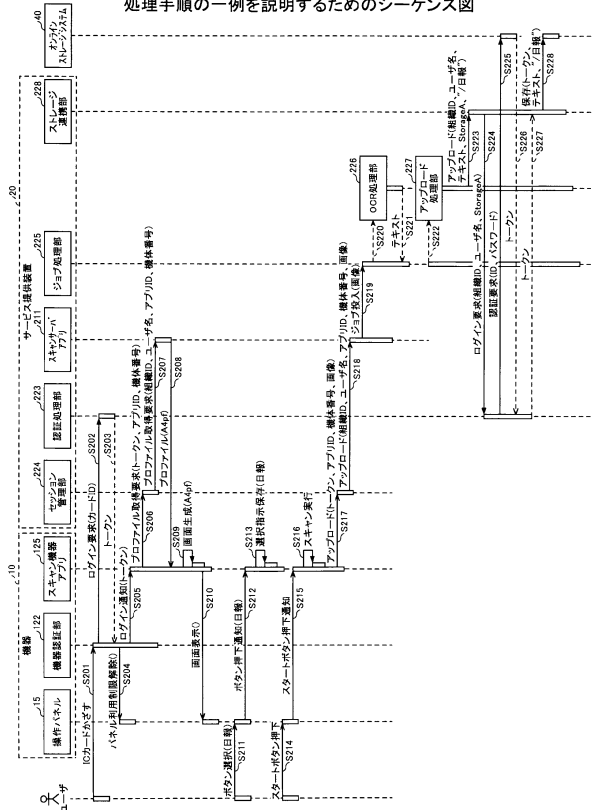 処理手順の一例を説明するためのシーケンス図
ユーザ
機器
10
操作パネル
15
機器認証部
122
スキャン機器
アプリ
125
サービス提供装置
20
セッション
管理部
224
認証処理部
223
スキャンサーバ
アプリ
211
ジョブ処理部
225
ストレージ
連携部
228
オンライン
ストレージシステム
40
ICカードかざす
S201
ログイン要求(カードID)
S202
トークン
S203
パネル利用制限解除()
S204
ログイン通知(トークン)
S205
プロファイル取得要求(トークン、アプリID、機体番号)
S206
プロファイル取得要求(組織ID、ユーザ名、アプリID、機体番号)
S207
プロファイル(A4pf)
S208
S209
画面生成(A4pf)
画面表示()
S210
ボタン選択(日報)
S211
ボタン押下通知(日報)
S212
S213
選択指示保存(日報)
スタートボタン押下
S214
スタートボタン押下通知
S215
S216
スキャン実行
アップロード(トークン、アプリID、機体番号、画像)
S217
アップロード(組織ID、ユーザ名、アプリID、機体番号、画像)
S218
ジョブ投入(画像)
S219
OCR処理部
226
S220
テキスト
S221
アップロード
処理部
227
S222
アップロード(組織ID、ユーザ名、
テキスト、StorageA、"/日報")
S223
ログイン要求(組織ID、ユーザ名、StorageA)
S224
認証要求(ID、パスワード)
S225
トークン
S226
トークン
S227
保存(トークン、
テキスト、"/日報")
S228